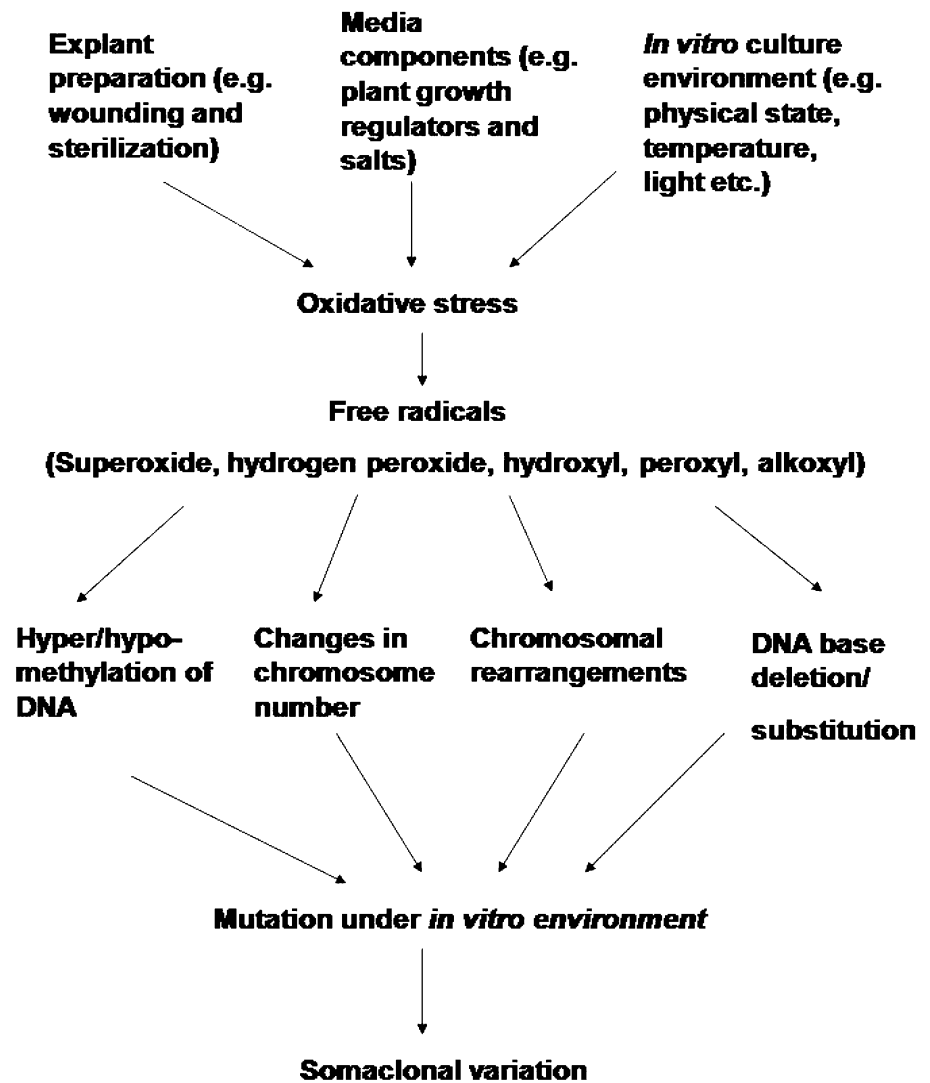 Explant
preparation (e.g.
wounding and
sterilization)
Media
components (e.g.
plant growth
regulators and
salts)
In vitro culture
environment (e.g.
physical state,
temperature,
light etc.)
Oxidative stress
Free radicals
(Superoxide, hydrogen peroxide, hydroxyl, peroxyl, alkoxyl)
Hyper/hypo-
methylation of
DNA
Changes in
chromosome
number
Chromosomal
rearrangements
DNA base
deletion/
substitution
Mutation under in vitro environment
Somaclonal variation